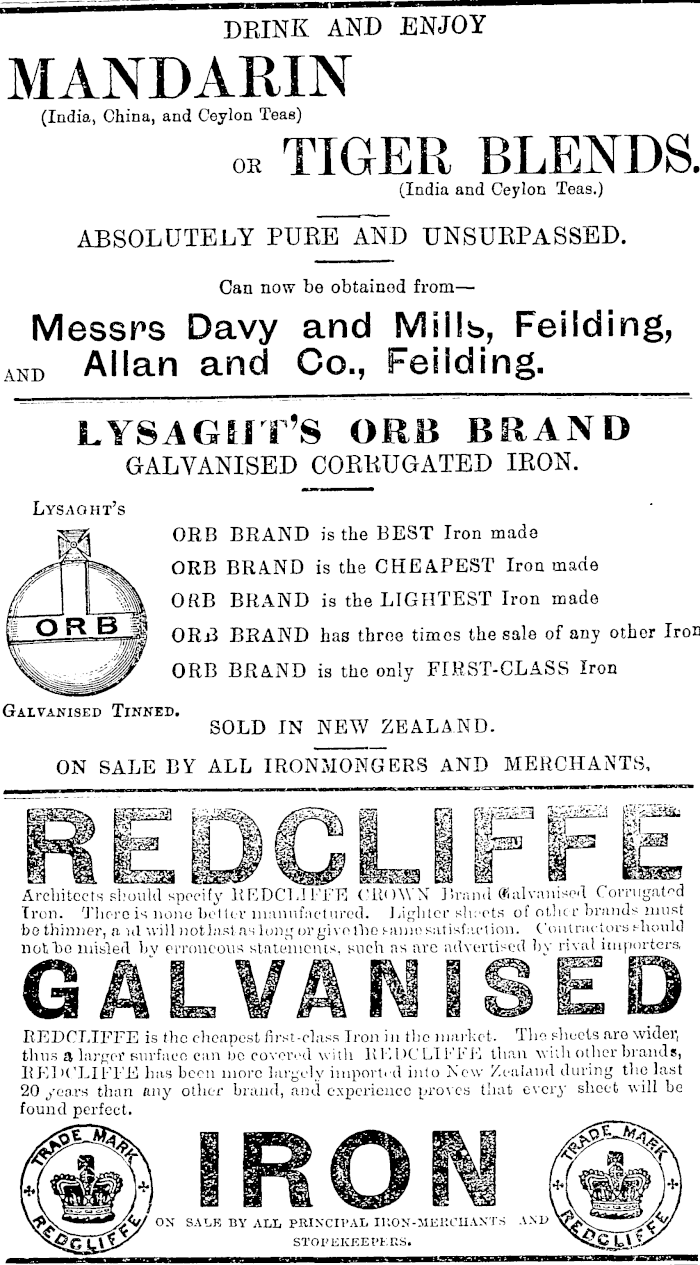 DRINK AND ENJOY
MANDARIN
(India, China, and Ceylon Teas)
OR TIGER BLENDS.
(India and Ceylon Teas.)
ABSOLUTELY PURE AND UNSURPASSED.
Can now be obtained from—
Messrs Davy and Mills, Feilding,
AND Allan and Co., Feilding.
LYSAGHT'S ORB BRAND
GALVANISED CORRUGATED IRON.
LYSAGHT'S
ORB
GALVANISED TINNED.
ORB BRAND is the BEST Iron made
ORB BRAND is the CHEAPEST Iron made
ORB BRAND is the LIGHTEST Iron made
ORB BRAND has three times the sale of any other Iron
ORB BRAND is the only FIRST-CLASS Iron
SOLD IN NEW ZEALAND.
ON SALE BY ALL IRONMONGERS AND MERCHANTS,
REDCLIFFE
Architects should specify REDCLIFFE CROWN Brand Galvanised Corrugated
Iron. There is none better manufactured. Lighter sheets of other brands must
be thinner, a d will not last as long or give the same satisfaction. Contractors should
not be misled by erroneous statements, such as are advertised by rival importers
GALVANISED
REDCLIFFE is the cheapest first-class Iron in the market. The sheets are wider,
thus a larger surface can be covered with REDCLIFFE than with other brands,
REDCLIFFE has been more largely imported into New Zealand during the last
20 years than any other brand, and experience proves that every sheet will be
found perfect.
TRADE MARK
REDCLIFFE
IRON
TRADE MARK
REDCLIFFE
ON SALE BY ALL PRINCIPAL IRON-MERCHANTS AND
STOPEKEEPERS.